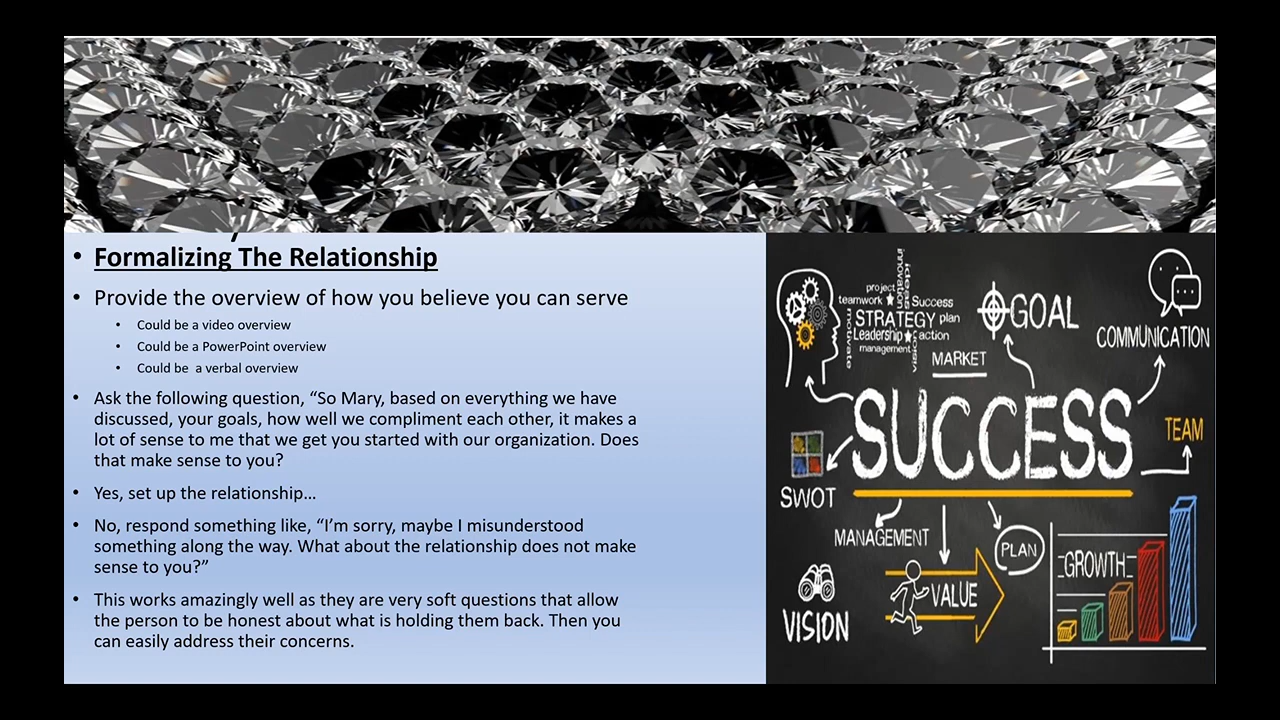 • Formalizing The Relationship
• Provide the overview of how you believe you can serve
• Could be a video overview
• Could be a PowerPoint overview
• Could be  a verbal overview
• Ask the following question, “So Mary, based on everything we have
discussed, your goals, how well we compliment each other, it makes a
lot of sense to me that we get you started with our organization. Does
that make sense to you?
• Yes, set up the relationship…
• No, respond something like, “I’m sorry, maybe I misunderstood
something along the way. What about the relationship does not make
sense to you?”
• This works amazingly well as they are very soft questions that allow
the person to be honest about what is holding them back. Then you
can easily address their concerns.
innovation
ideas
project
teamwork
Success
STRATEGY plan
Leadership
action
management
motivate
MARKET
GOAL
COMMUNICATION
SUCCESS
TEAM
SWOT
MANAGEMENT
PLAN
GROWTH
VALUE
VISION